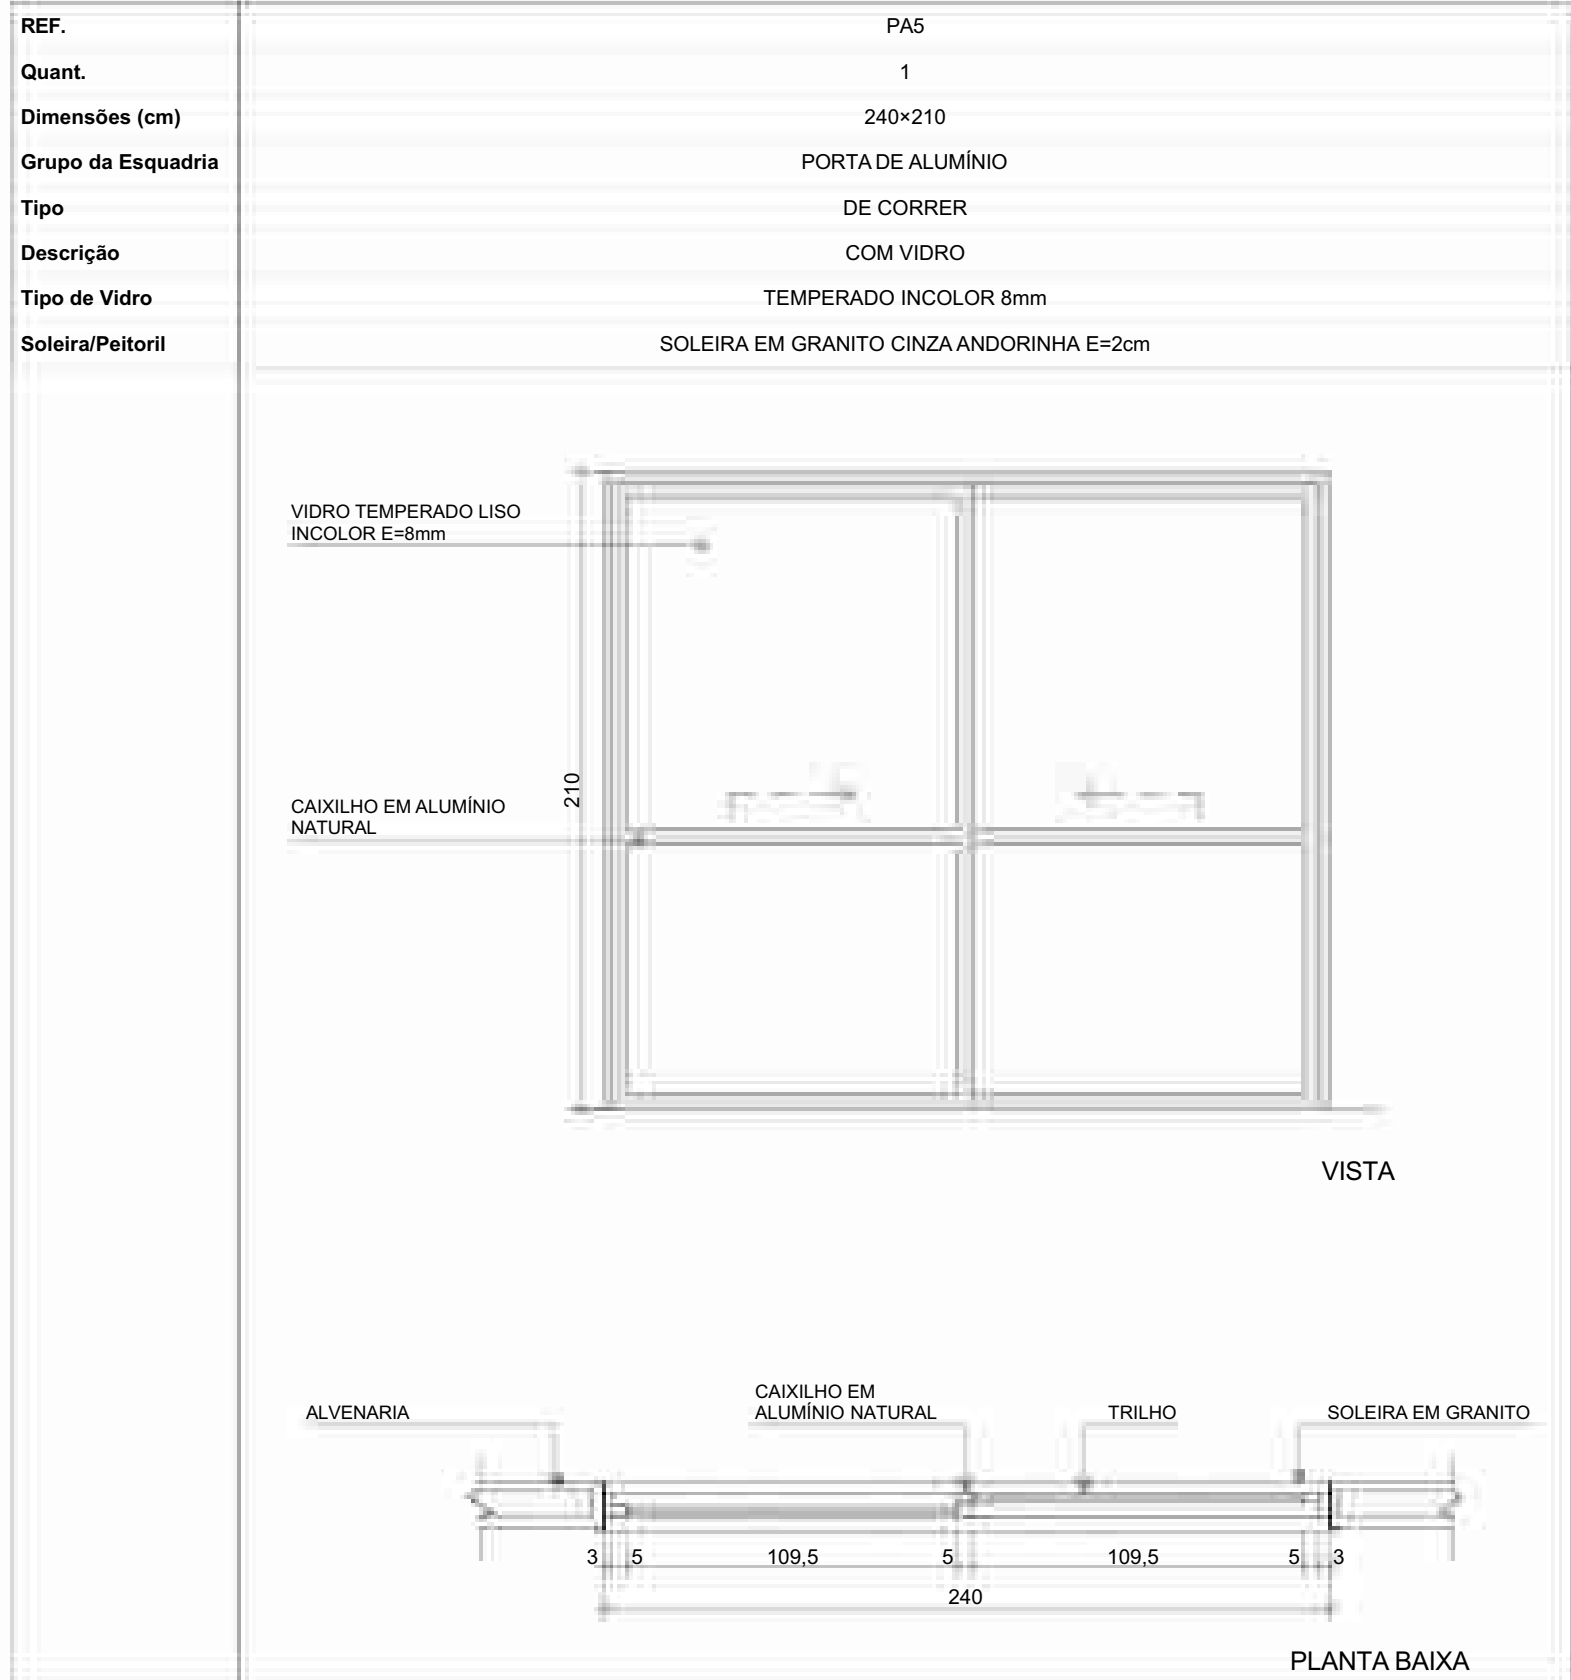 REF. PA5
Quant. 1
Dimensões (cm) 240×210
Grupo da Esquadria PORTA DE ALUMÍNIO
Tipo DE CORRER
Descrição COM VIDRO
Tipo de Vidro TEMPERADO INCOLOR 8mm
Soleira/Peitoril SOLEIRA EM GRANITO CINZA ANDORINHA E=2cm
VIDRO TEMPERADO LISO
INCOLOR E=8mm
210
CAIXILHO EM ALUMÍNIO
NATURAL
VISTA
ALVENARIA
CAIXILHO EM
ALUMÍNIO NATURAL
TRILHO
SOLEIRA EM GRANITO
3 5 109,5 5 109,5 5 3
240
PLANTA BAIXA